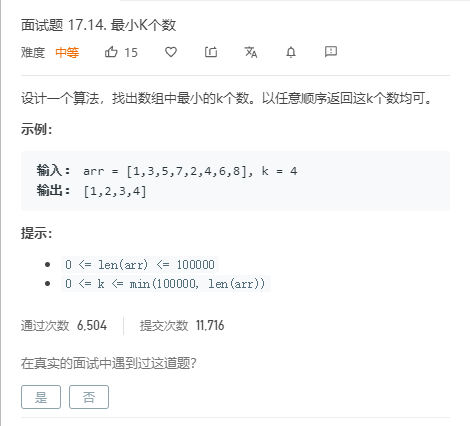 面试题 17.14. 最小K个数
难度 中等 15
设计一个算法，找出数组中最小的k个数。以任意顺序返回这k个数均可。
示例：
输入： arr = [1,3,5,7,2,4,6,8], k = 4
输出： [1,2,3,4]
提示：
0 <= len(arr) <= 100000
0 <= k <= min(100000, len(arr))
通过次数 6,504 提交次数 11,716
在真实的面试中遇到过这道题？
是 否